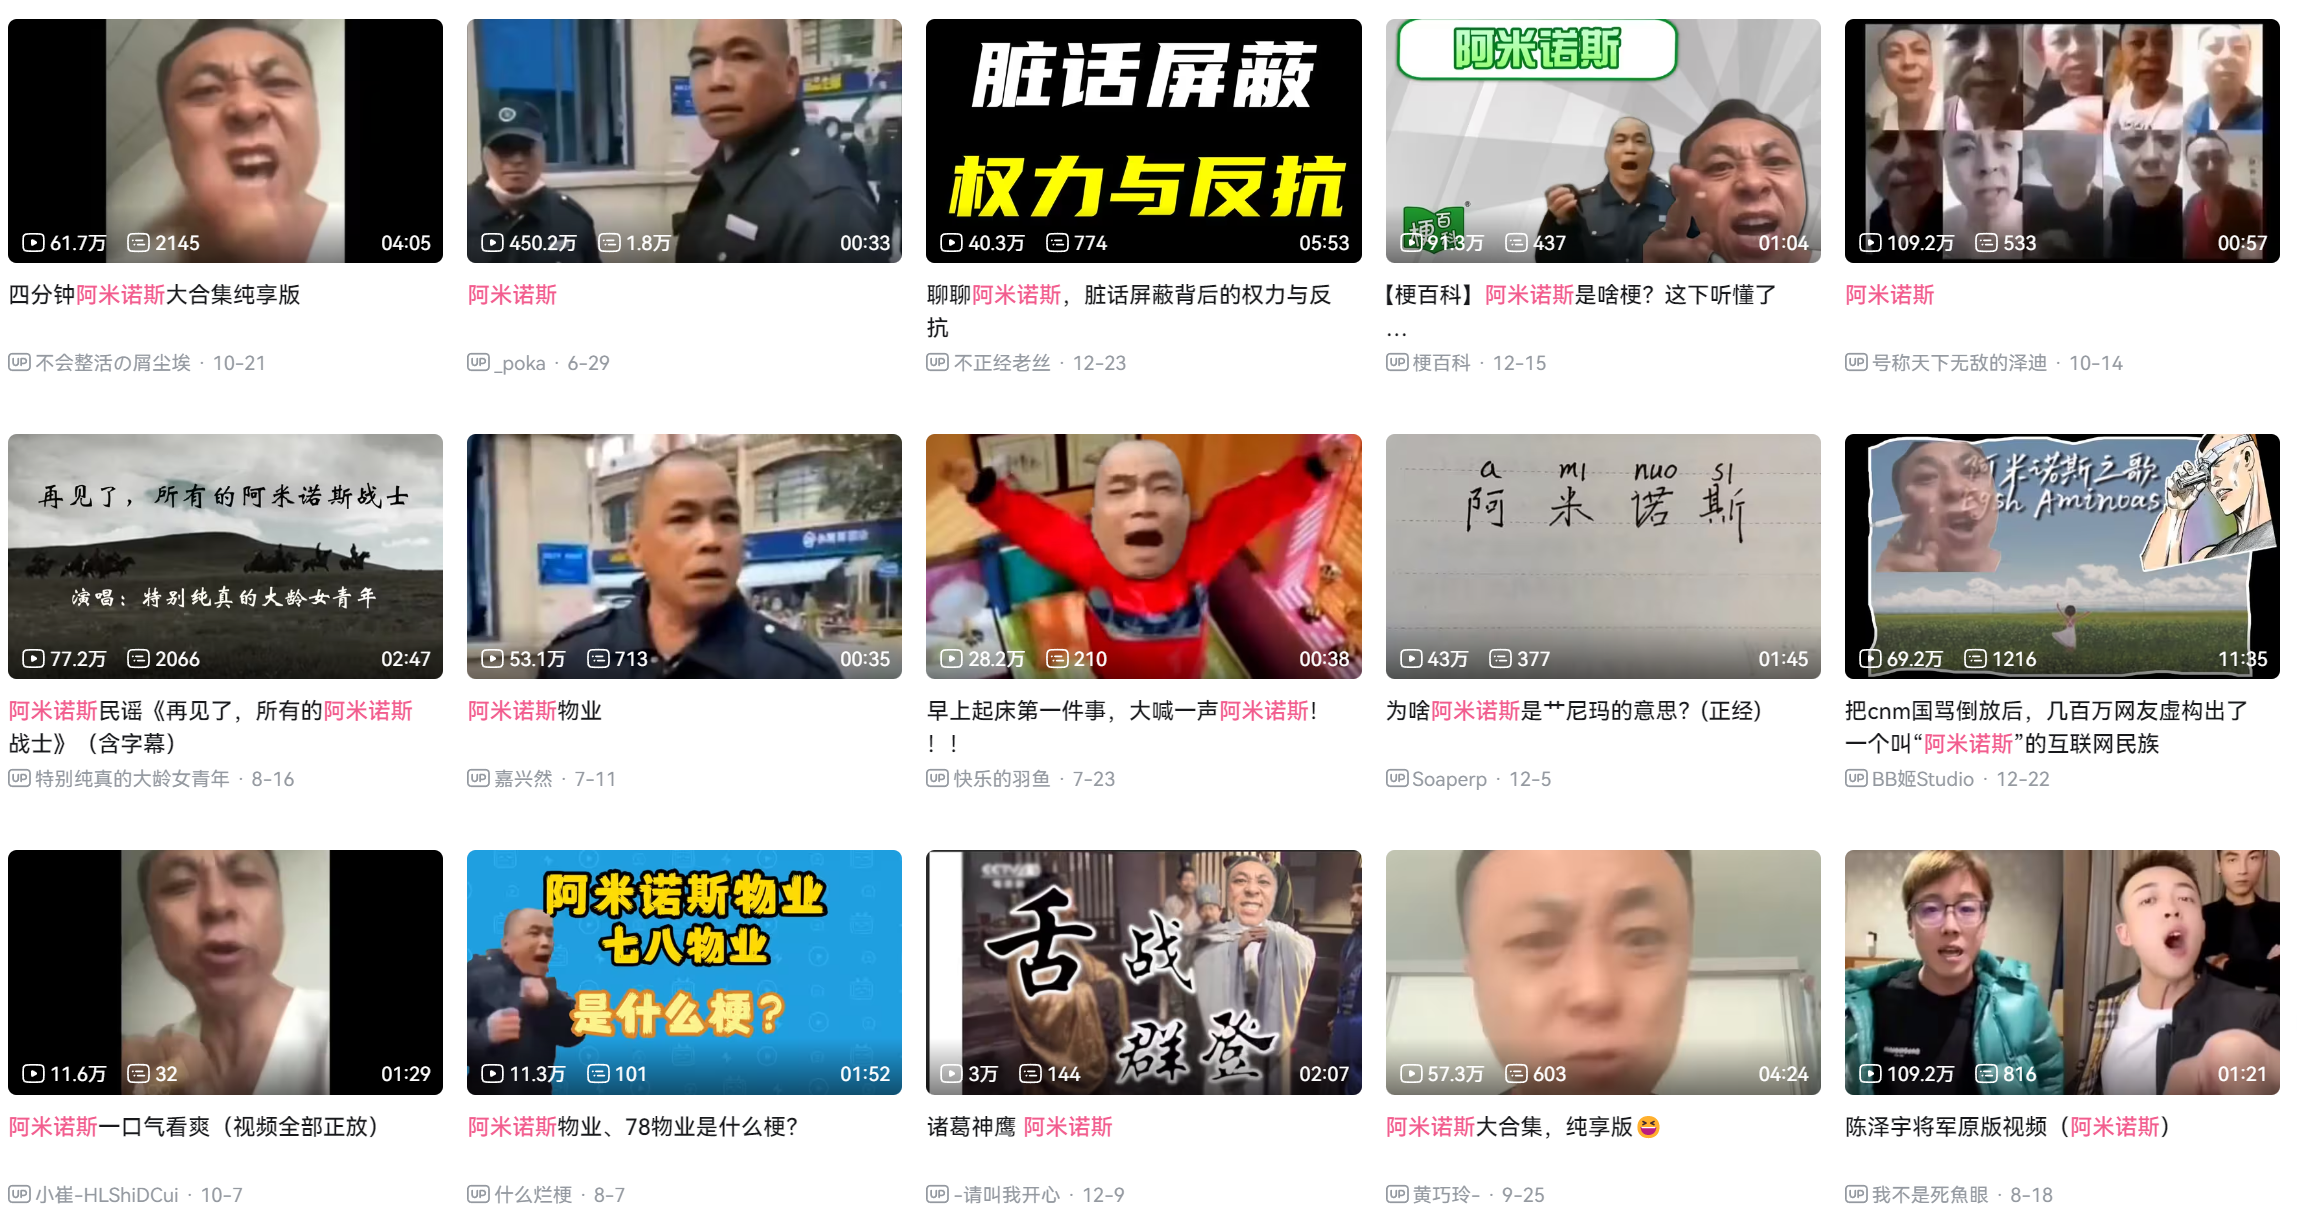 脏话屏蔽
权力与反抗
阿米诺斯
梗百科
61.7万 2145 04:05
450.2万 1.8万 00:33
40.3万 774 05:53
91.3万 437 01:04
109.2万 533 00:57
四分钟阿米诺斯大合集纯享版
阿米诺斯
聊聊阿米诺斯，脏话屏蔽背后的权力与反
抗
【梗百科】阿米诺斯是啥梗？这下听懂了
…
阿米诺斯
UP 不会整活の屑尘埃 · 10-21
UP _poka · 6-29
UP 不正经老丝 · 12-23
UP 梗百科 · 12-15
UP 号称天下无敌的泽迪 · 10-14
再见了，所有的阿米诺斯战士
演唱：特别纯真的大龄女青年
a mi nuo si
阿 米 诺 斯
阿米诺斯之歌
77.2万 2066 02:47
53.1万 713 00:35
28.2万 210 00:38
43万 377 01:45
69.2万 1216 11:35
阿米诺斯民谣《再见了，所有的阿米诺斯
战士》（含字幕）
阿米诺斯物业
早上起床第一件事，大喊一声阿米诺斯！
！！
为啥阿米诺斯是艹尼玛的意思？(正经)
把cnm国骂倒放后，几百万网友虚构出了
一个叫“阿米诺斯”的互联网民族
UP 特别纯真的大龄女青年 · 8-16
UP 嘉兴然 · 7-11
UP 快乐的羽鱼 · 7-23
UP Soaperp · 12-5
UP BB姬Studio · 12-22
阿米诺斯物业
七八物业
是什么梗？
舌战
群登
11.6万 32 01:29
11.3万 101 01:52
3万 144 02:07
57.3万 603 04:24
109.2万 816 01:21
阿米诺斯一口气看爽（视频全部正放）
阿米诺斯物业、78物业是什么梗？
诸葛神鹰 阿米诺斯
阿米诺斯大合集，纯享版😆
陈泽宇将军原版视频（阿米诺斯）
UP 小崔-HLShiDCui · 10-7
UP 什么烂梗 · 8-7
UP -请叫我开心 · 12-9
UP 黄巧玲- · 9-25
UP 我不是死魚眼 · 8-18